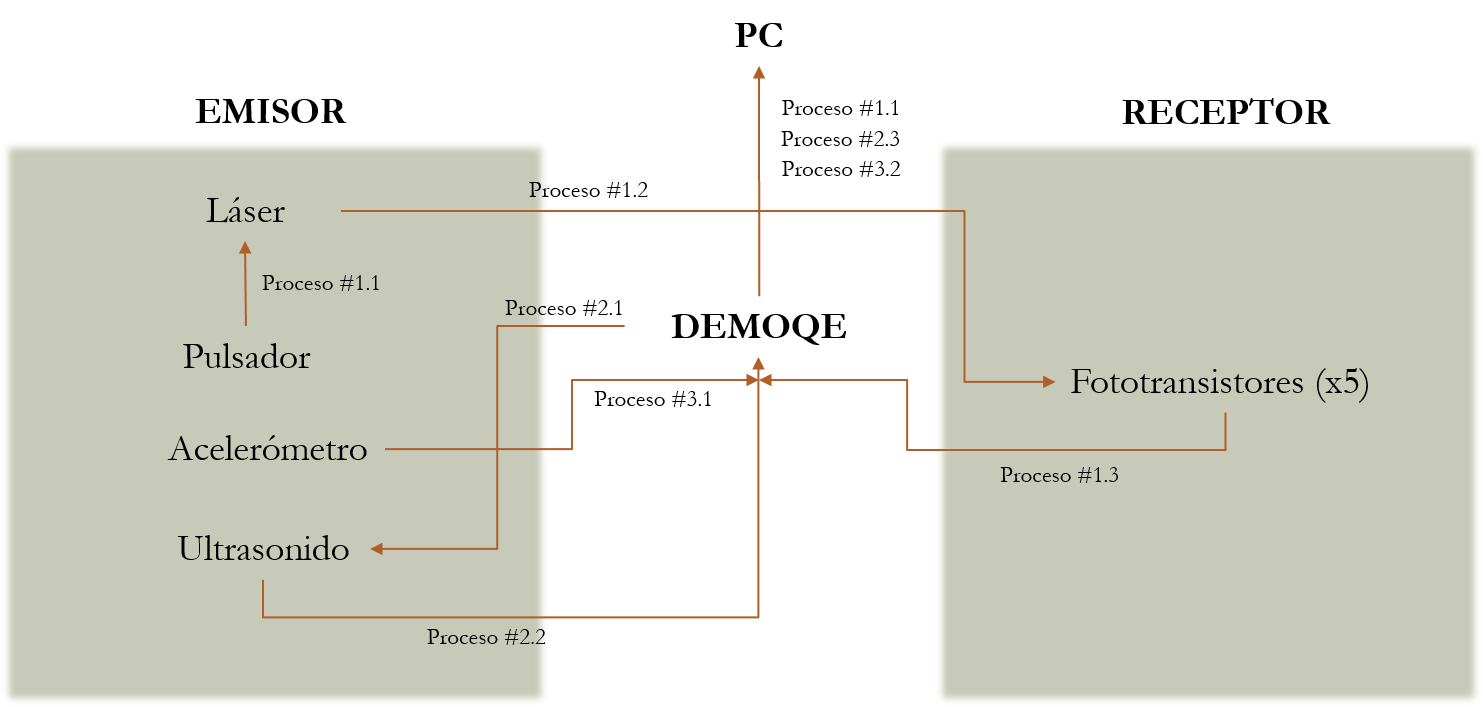 PC
EMISOR
Proceso #1.1
Proceso #2.3
Proceso #3.2
RECEPTOR
Proceso #1.2
Láser
Proceso #1.1
Proceso #2.1
DEMOQE
Pulsador
Fototransistores (x5)
Proceso #3.1
Acelerómetro
Proceso #1.3
Ultrasonido
Proceso #2.2